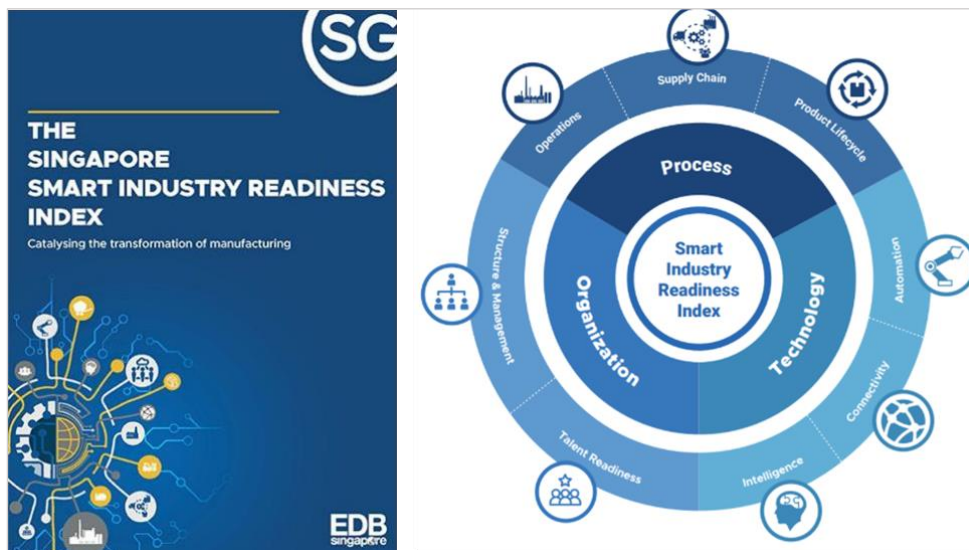 SG
THE
SINGAPORE
SMART INDUSTRY READINESS
INDEX
Catalysing the transformation of manufacturing
EDB
singapore
Supply Chain
Operations
Product Lifecycle
Process
Structure & Management
Organization
Smart
Industry
Readiness
Index
Technology
Automation
Connectivity
Talent Readiness
Intelligence